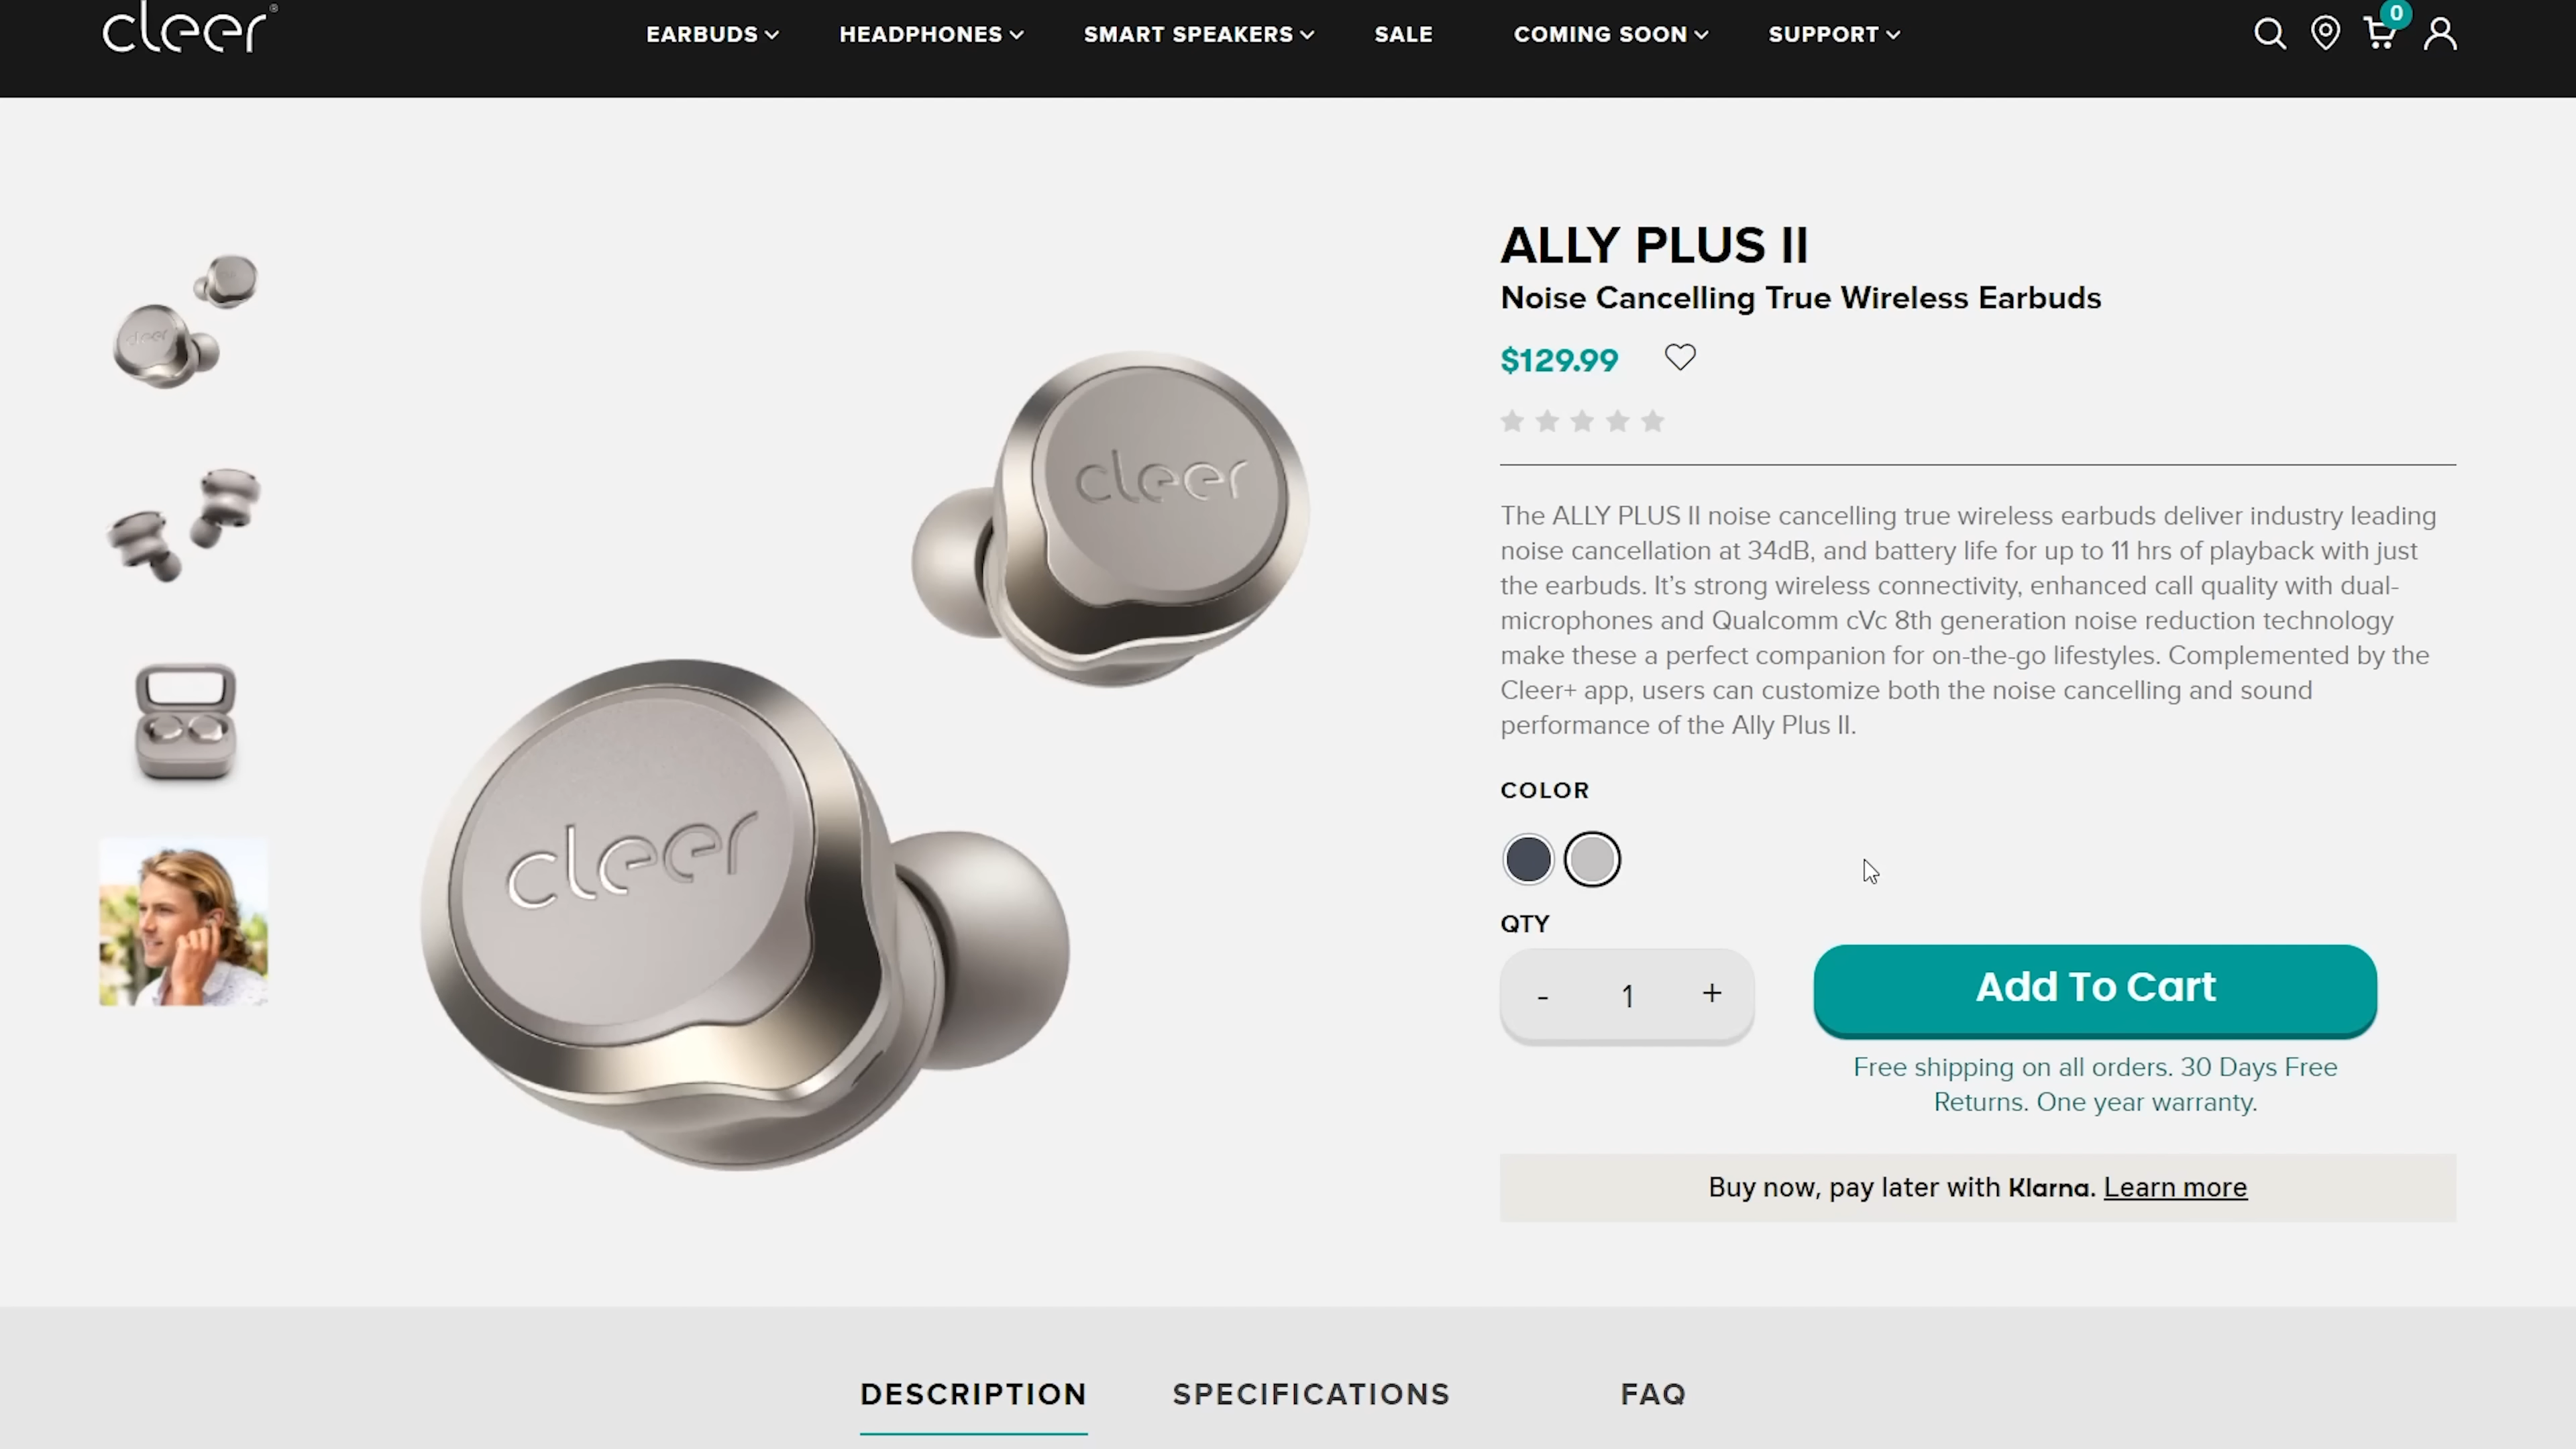 cleer
EARBUDS
HEADPHONES
SMART SPEAKERS
SALE
COMING SOON
SUPPORT
0
ALLY PLUS II
Noise Cancelling True Wireless Earbuds
$129.99
The ALLY PLUS II noise cancelling true wireless earbuds deliver industry leading
noise cancellation at 34dB, and battery life for up to 11 hrs of playback with just
the earbuds. It’s strong wireless connectivity, enhanced call quality with dual-
microphones and Qualcomm cVc 8th generation noise reduction technology
make these a perfect companion for on-the-go lifestyles. Complemented by the
Cleer+ app, users can customize both the noise cancelling and sound
performance of the Ally Plus II.
cleer
cleer
cleer
COLOR
QTY
- 1 +
Add To Cart
Free shipping on all orders. 30 Days Free
Returns. One year warranty.
Buy now, pay later with Klarna. Learn more
DESCRIPTION
SPECIFICATIONS
FAQ